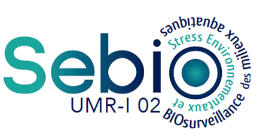 Sebio
Stress Environnementaux et
BIOsurveillance des milieux aquatiques
UMR-I 02